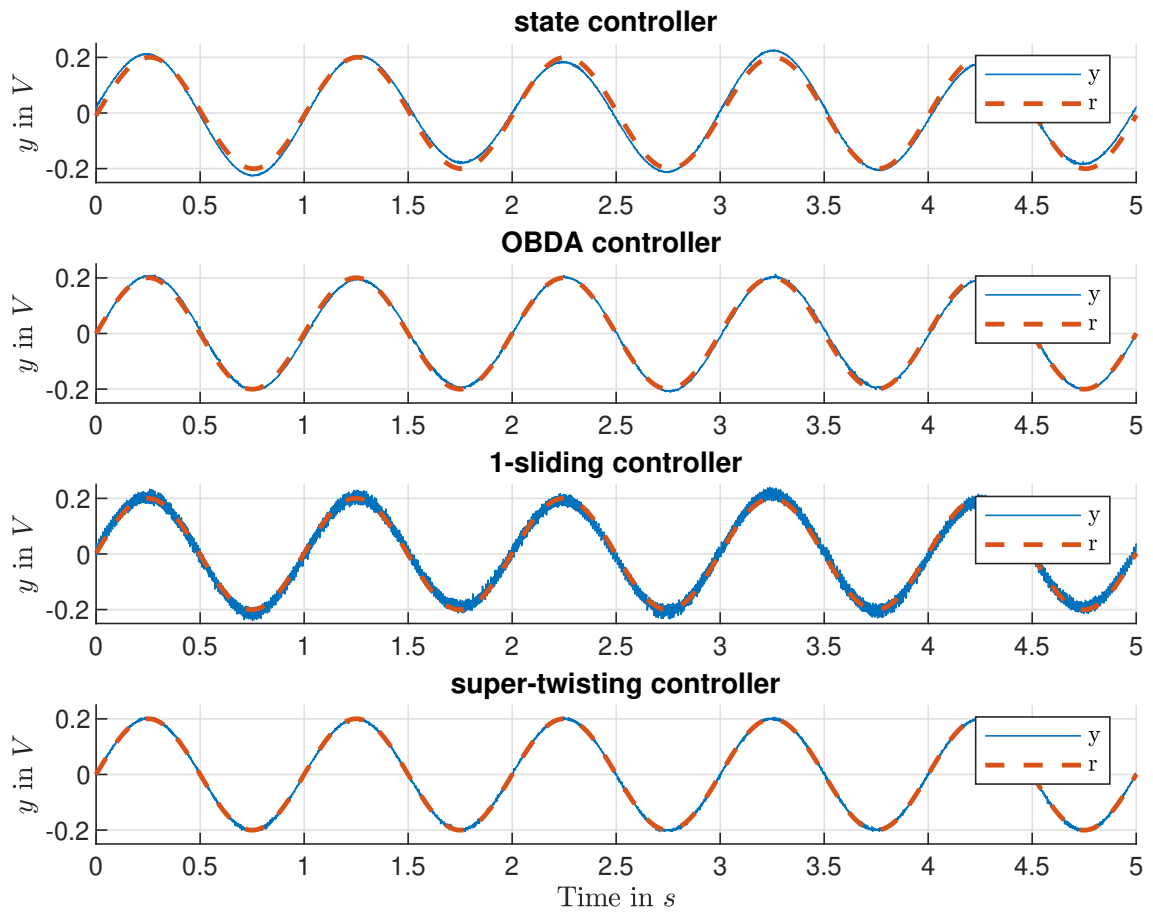 state controller
y in V
0.2
0
-0.2
0 0.5 1 1.5 2 2.5 3 3.5 4 4.5 5
y
r
OBDA controller
y in V
0.2
0
-0.2
0 0.5 1 1.5 2 2.5 3 3.5 4 4.5 5
y
r
1-sliding controller
y in V
0.2
0
-0.2
0 0.5 1 1.5 2 2.5 3 3.5 4 4.5 5
y
r
super-twisting controller
y in V
0.2
0
-0.2
0 0.5 1 1.5 2 2.5 3 3.5 4 4.5 5
y
r
Time in s